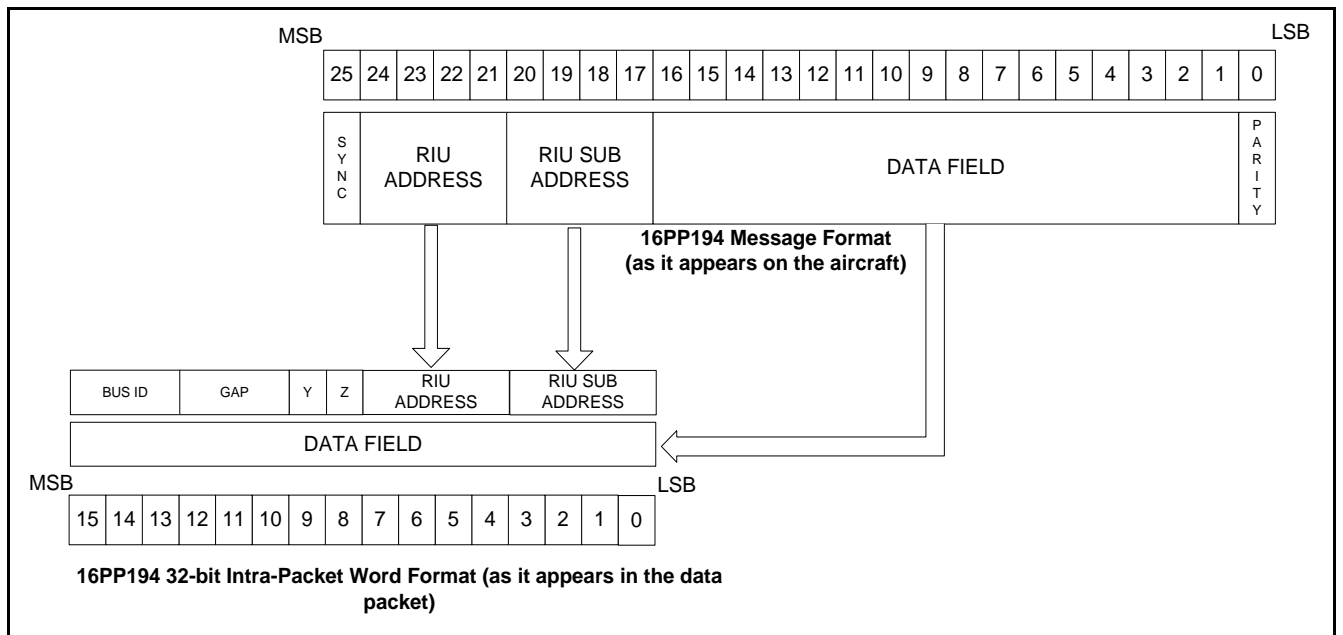 MSB LSB
25 24 23 22 21 20 19 18 17 16 15 14 13 12 11 10 9 8 7 6 5 4 3 2 1 0
SYNC
RIU
ADDRESS
RIU SUB
ADDRESS
DATA FIELD
PARITY
16PP194 Message Format
(as it appears on the aircraft)
BUS ID GAP Y Z
RIU
ADDRESS
RIU SUB
ADDRESS
DATA FIELD
MSB LSB
15 14 13 12 11 10 9 8 7 6 5 4 3 2 1 0
16PP194 32-bit Intra-Packet Word Format (as it appears in the data
packet)